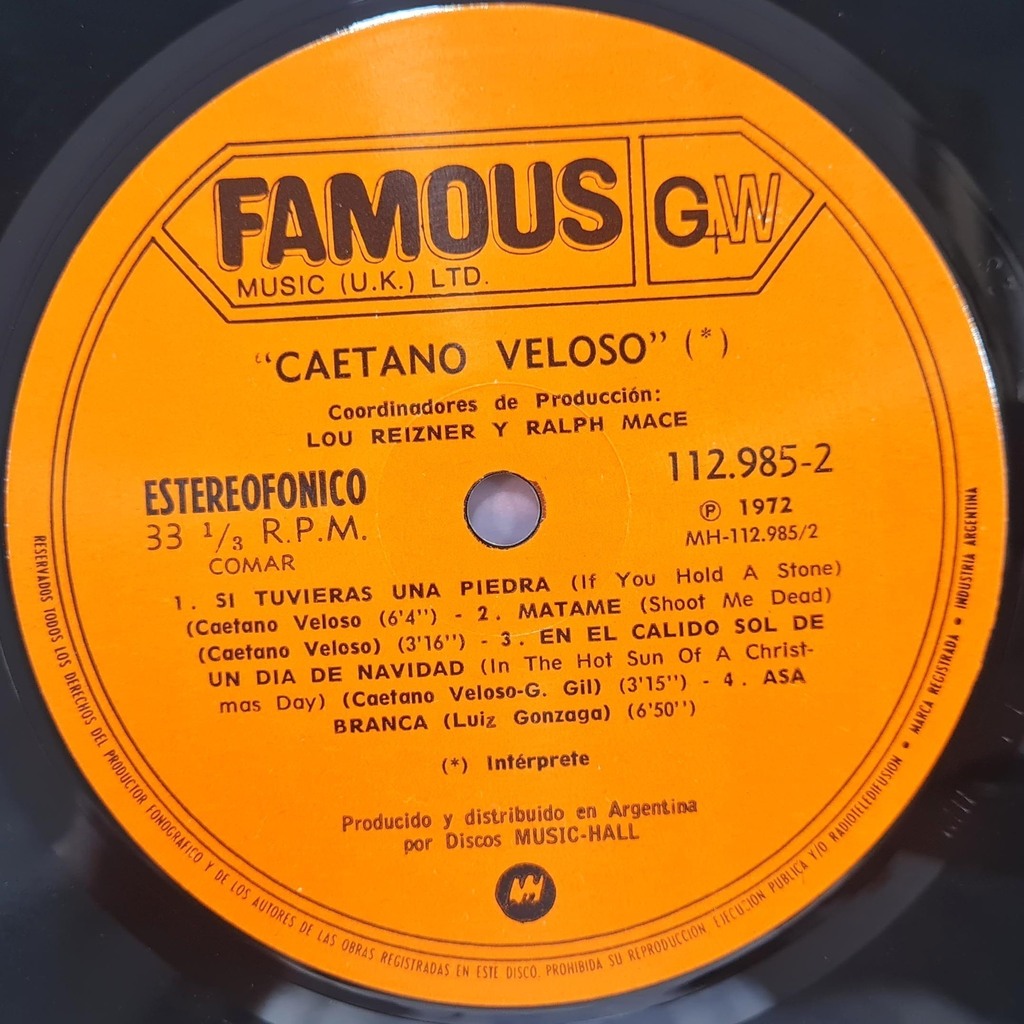 FAMOUS G+W
MUSIC (U.K.) LTD.
"CAETANO VELOSO" (*)
Coordinadores de Producción:
LOU REIZNER Y RALPH MACE
ESTEREOFONICO
33 1/3 R.P.M.
COMAR
112.985-2
℗ 1972
MH-112.985/2
1. SI TUVIERAS UNA PIEDRA (If You Hold A Stone)
(Caetano Veloso (6'4'') - 2. MATAME (Shoot Me Dead)
(Caetano Veloso) (3'16'') - 3. EN EL CALIDO SOL DE
UN DIA DE NAVIDAD (In The Hot Sun Of A Christ-
mas Day) (Caetano Veloso-G. Gil) (3'15'') - 4. ASA
BRANCA (Luiz Gonzaga) (6'50'')
(*) Intérprete
Producido y distribuido en Argentina
por Discos MUSIC-HALL
MH
RESERVADOS TODOS LOS DERECHOS DEL PRODUCTOR FONOGRAFICO Y DE LOS AUTORES DE LAS OBRAS REGISTRADAS EN ESTE DISCO. PROHIBIDA SU REPRODUCCION EJECUCION PUBLICA Y/O RADIOTELEDIFUSION • MARCA REGISTRADA • INDUSTRIA ARGENTINA